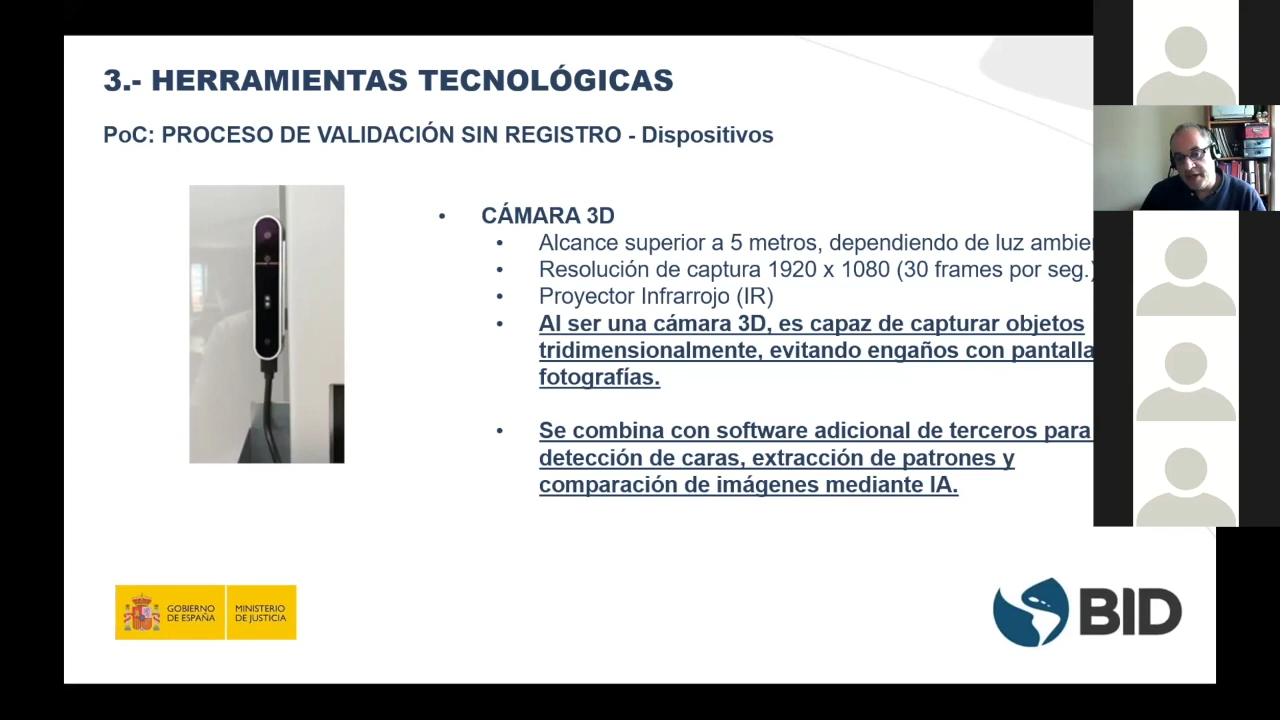 3.- HERRAMIENTAS TECNOLÓGICAS
PoC: PROCESO DE VALIDACIÓN SIN REGISTRO - Dispositivos
• CÁMARA 3D
• Alcance superior a 5 metros, dependiendo de luz
• Resolución de captura 1920 x 1080 (30 frames por seg.)
• Proyector Infrarrojo (IR)
• Al ser una cámara 3D, es capaz de capturar objetos
tridimensionalmente, evitando engaños con
fotografías.
• Se combina con software adicional de terceros para
detección de caras, extracción de patrones y
comparación de imágenes mediante IA.
GOBIERNO
DE ESPAÑA
MINISTERIO
DE JUSTICIA
BID